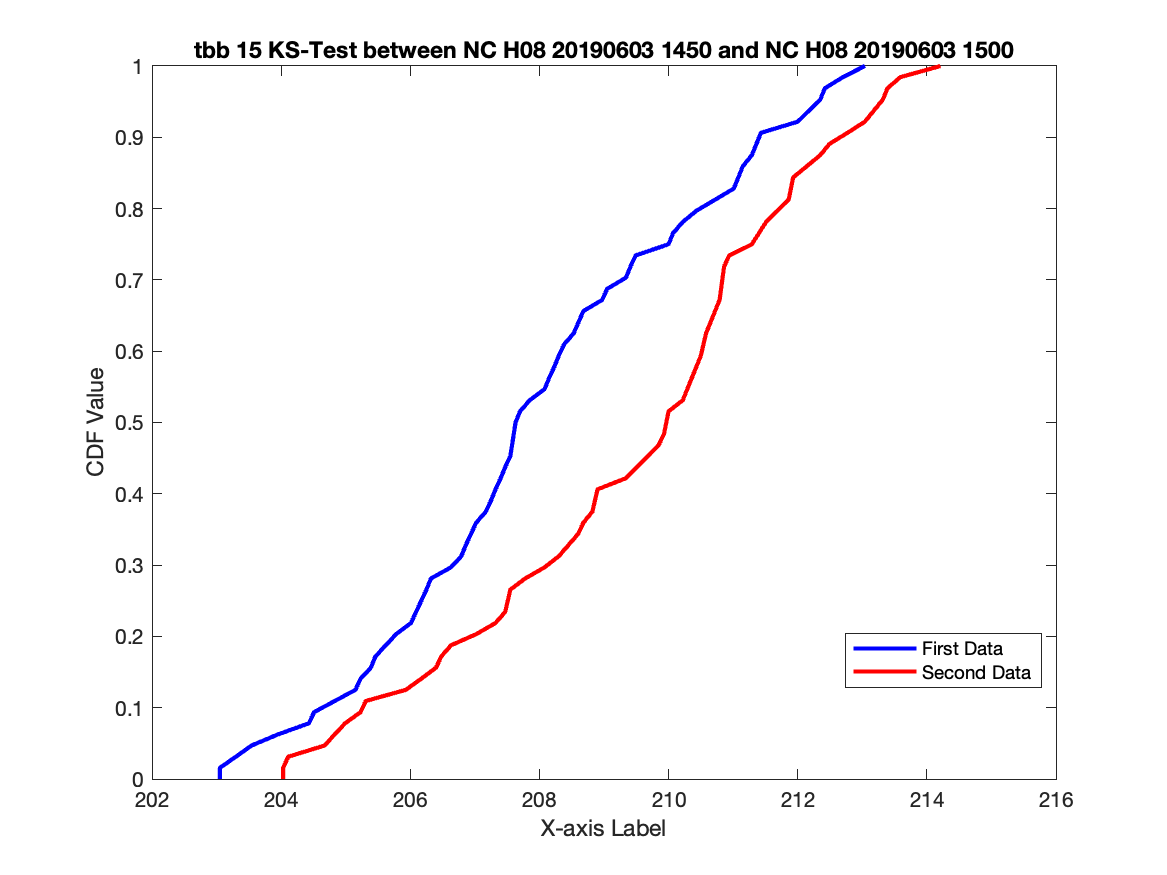 tbb 15 KS-Test between NC H08 20190603 1450 and NC H08 20190603 1500
1
0.9
0.8
0.7
0.6
0.5
0.4
0.3
0.2
0.1
0
CDF Value
First Data
Second Data
202 204 206 208 210 212 214 216
X-axis Label